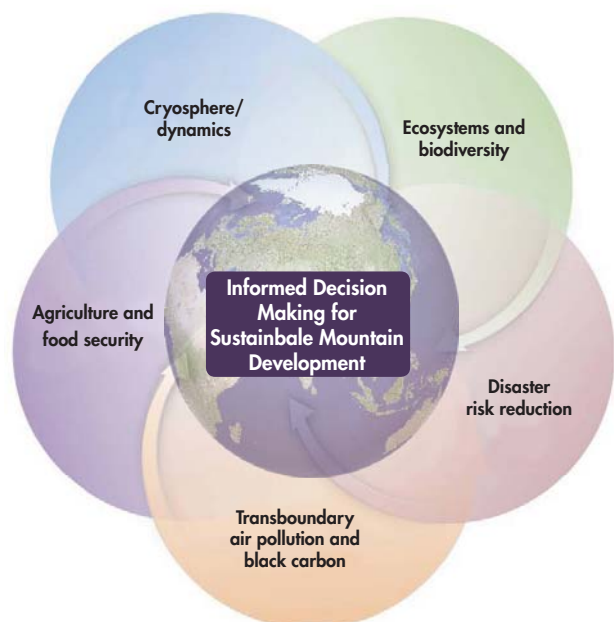 Cryosphere/
dynamics
Ecosystems and
biodiversity
Informed Decision
Making for
Sustainbale Mountain
Development
Agriculture and
food security
Disaster
risk reduction
Transboundary
air pollution and
black carbon